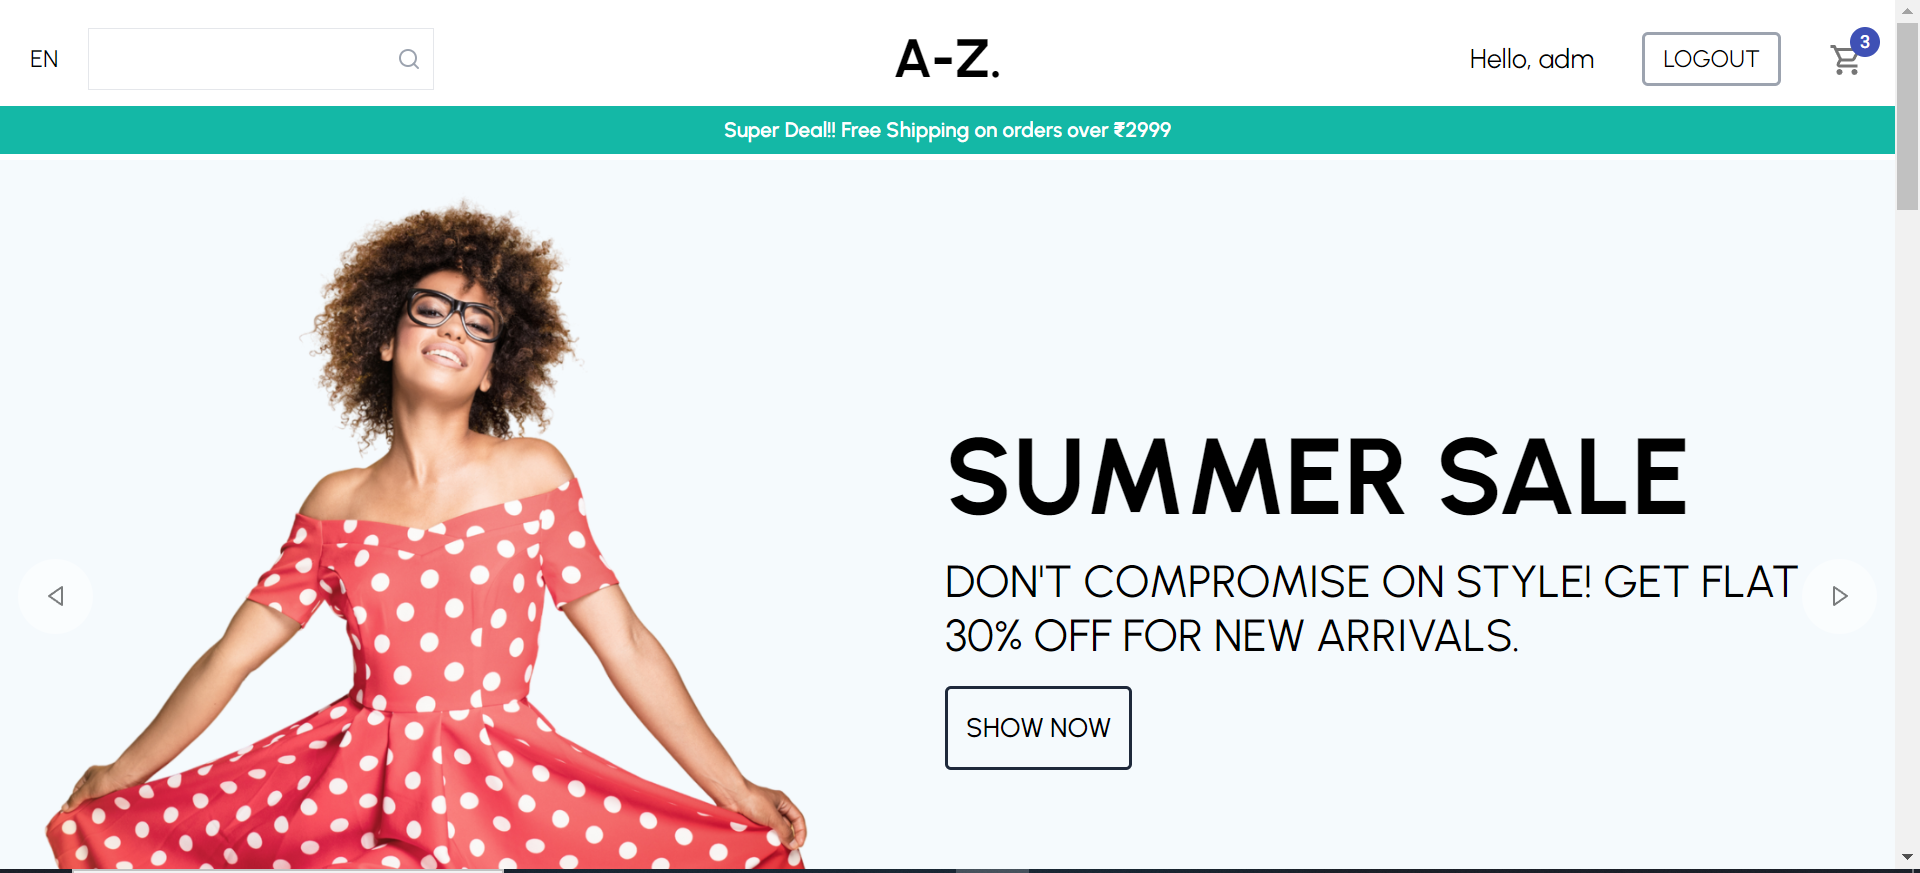 EN
A-Z.
Hello, adm
LOGOUT
3
Super Deal!! Free Shipping on orders over ₹2999
SUMMER SALE
DON'T COMPROMISE ON STYLE! GET FLAT
30% OFF FOR NEW ARRIVALS.
SHOW NOW